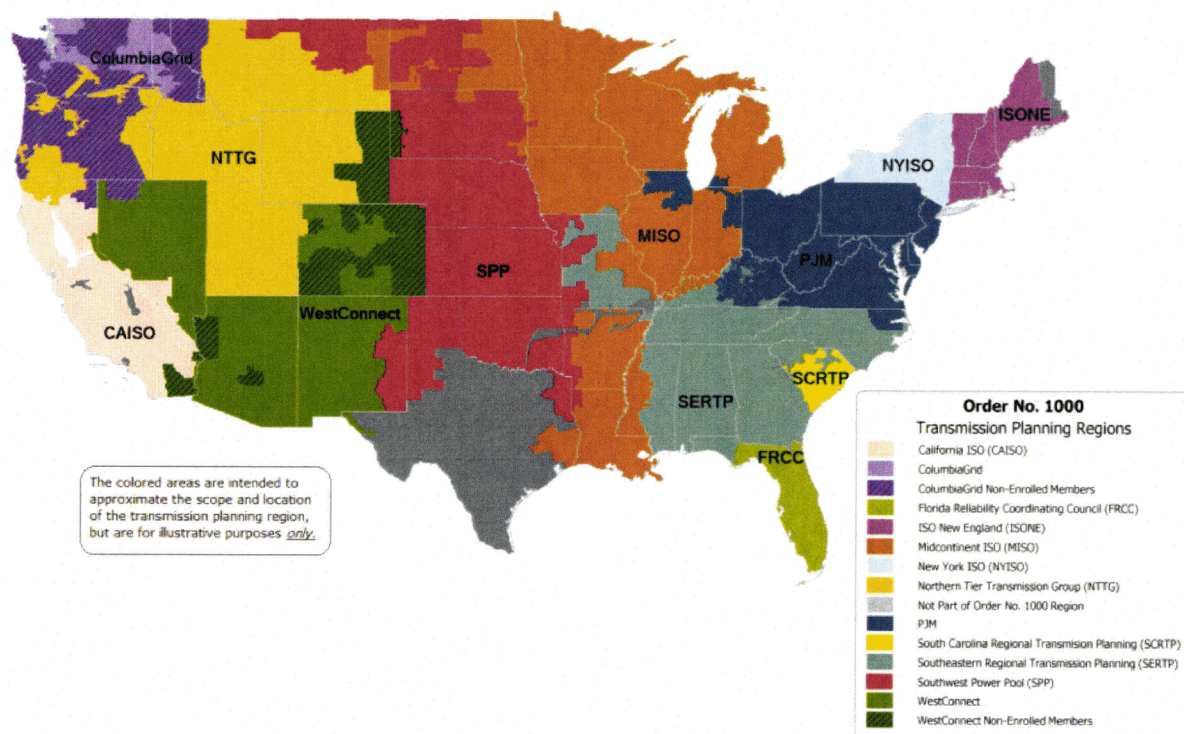 ColumbiaGrid
ISONE
NTTG
NYISO
MISO
PJM
SPP
WestConnect
CAISO
SCRTP
SERTP
FRCC
The colored areas are intended to
approximate the scope and location
of the transmission planning region,
but are for illustrative purposes only.
Order No. 1000
Transmission Planning Regions
California ISO (CAISO)
ColumbiaGrid
ColumbiaGrid Non-Enrolled Members
Florida Reliability Coordinating Council (FRCC)
ISO New England (ISONE)
Midcontinent ISO (MISO)
New York ISO (NYISO)
Northern Tier Transmission Group (NTTG)
Not Part of Order No. 1000 Region
PJM
South Carolina Regional Transmision Planning (SCRTP)
Southeastern Regional Transmission Planning (SERTP)
Southwest Power Pool (SPP)
WestConnect
WestConnect Non-Enrolled Members